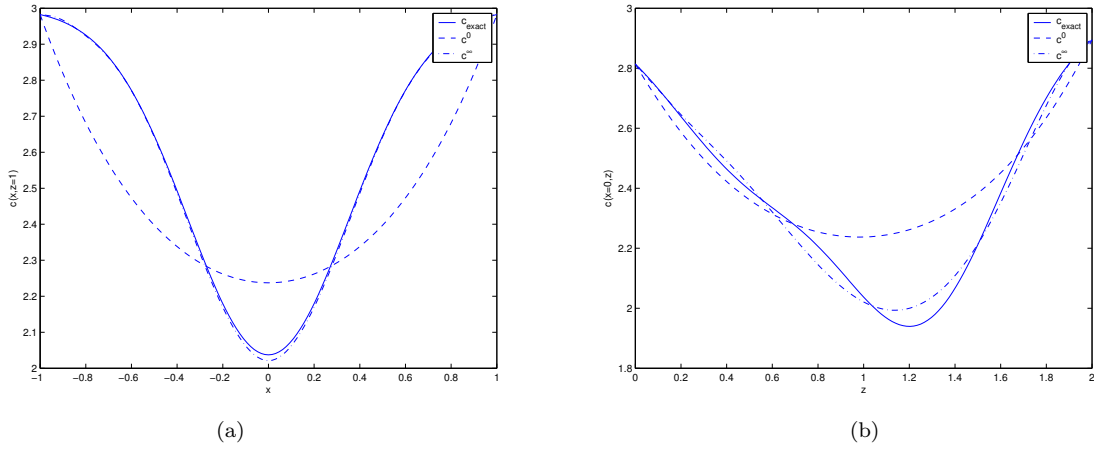 3
2.9
2.8
2.7
2.6
2.5
2.4
2.3
2.2
2.1
2
c(x,z=1)
−1 −0.8 −0.6 −0.4 −0.2 0 0.2 0.4 0.6 0.8 1
x
c_exact
c^0
c^∞
(a)
3
2.8
2.6
2.4
2.2
2
1.8
c(x=0,z)
0 0.2 0.4 0.6 0.8 1 1.2 1.4 1.6 1.8 2
z
c_exact
c^0
c^∞
(b)